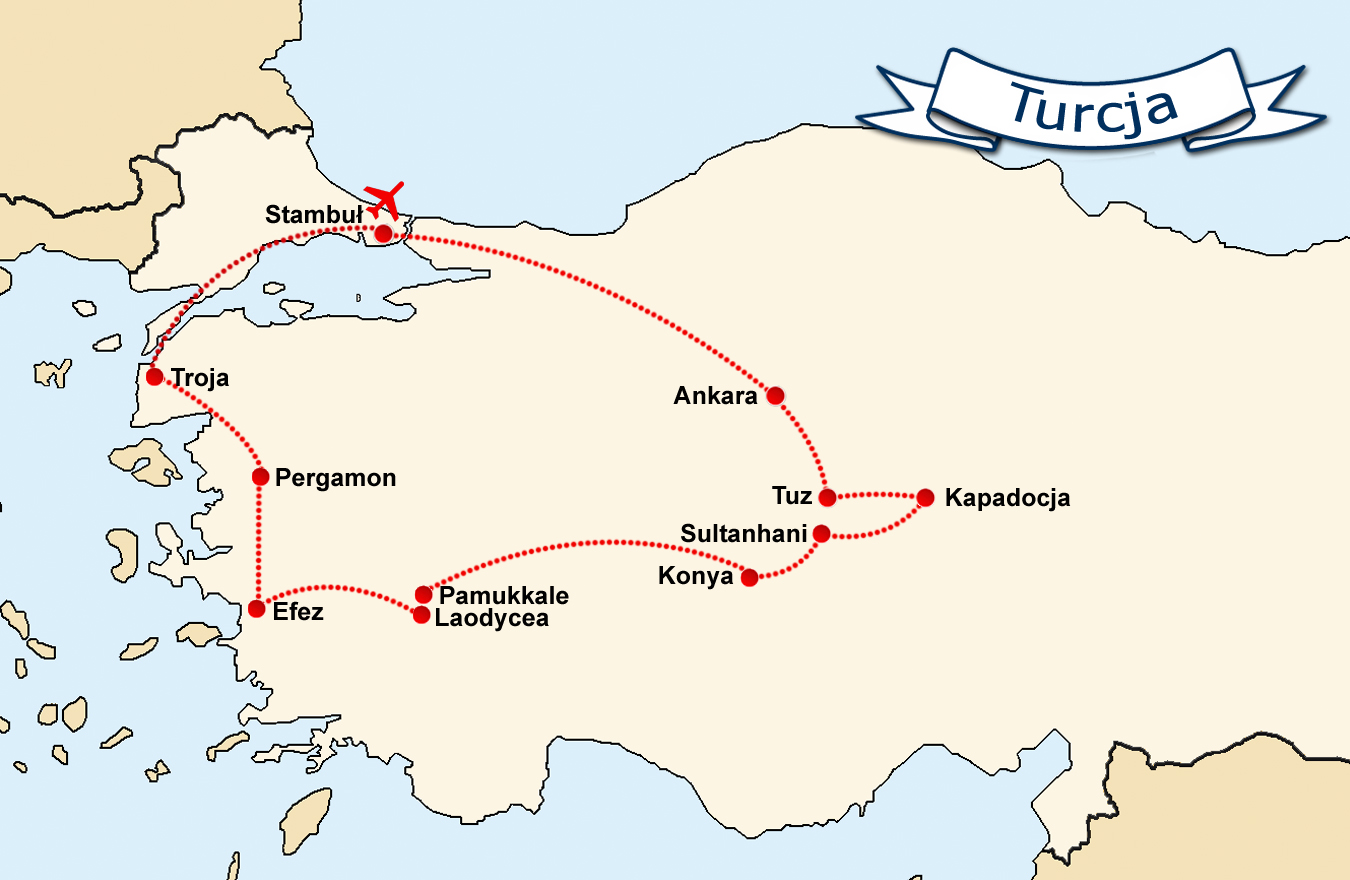 Turcja
Stambuł
Troja
Ankara
Pergamon
Tuz
Kapadocja
Sultanhani
Konya
Pamukkale
Efez
Laodycea